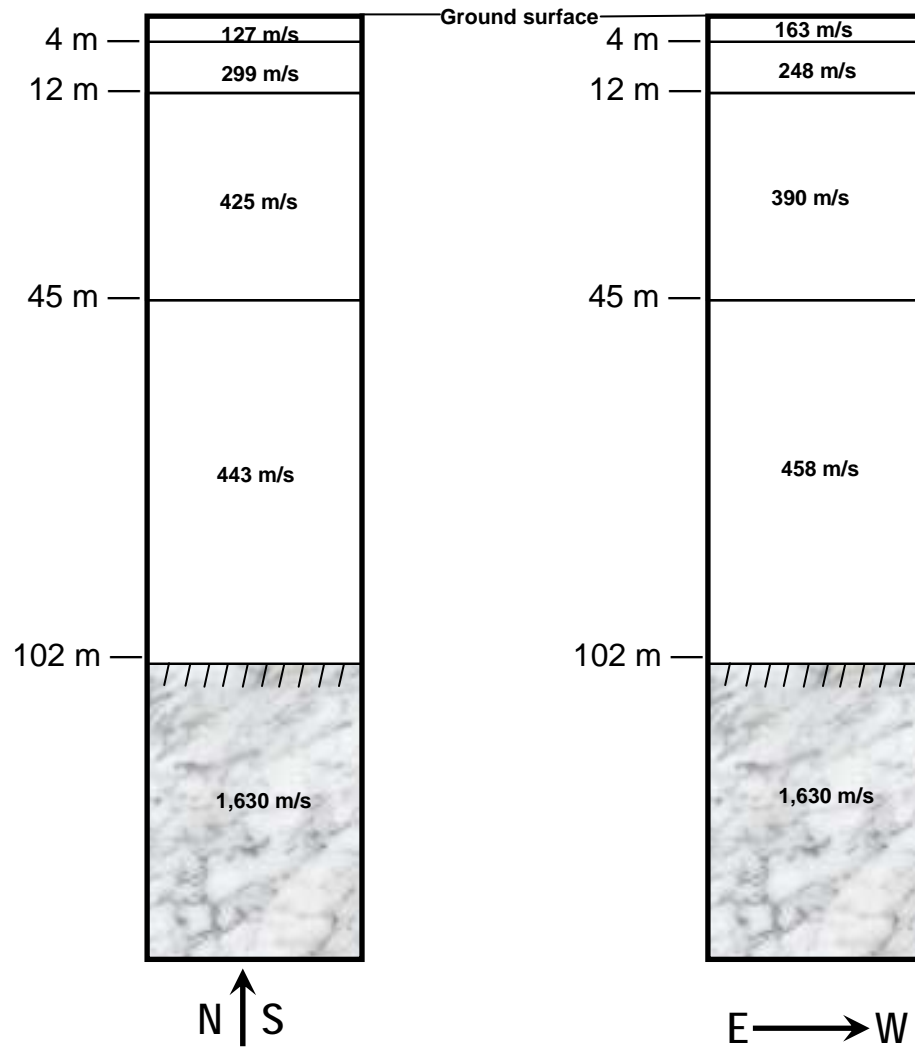 Ground surface
4 m
127 m/s
299 m/s
12 m
425 m/s
45 m
443 m/s
102 m
1,630 m/s
N S
4 m
163 m/s
248 m/s
12 m
390 m/s
45 m
458 m/s
102 m
1,630 m/s
E W